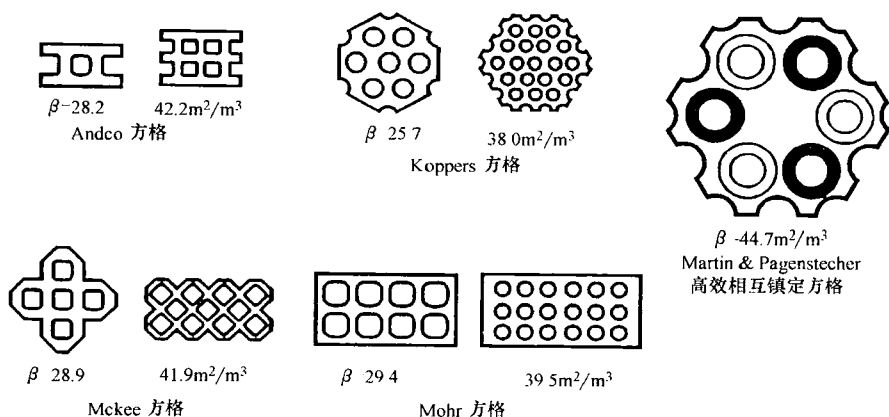 β-28.2
42.2m²/m³
Andco 方格
β 25 7
38 0m²/m³
Koppers 方格
β -44.7m²/m³
Martin & Pagenstecher
高效相互镇定方格
β 28.9
41.9m²/m³
Mckee 方格
β 29 4
39 5m²/m³
Mohr 方格